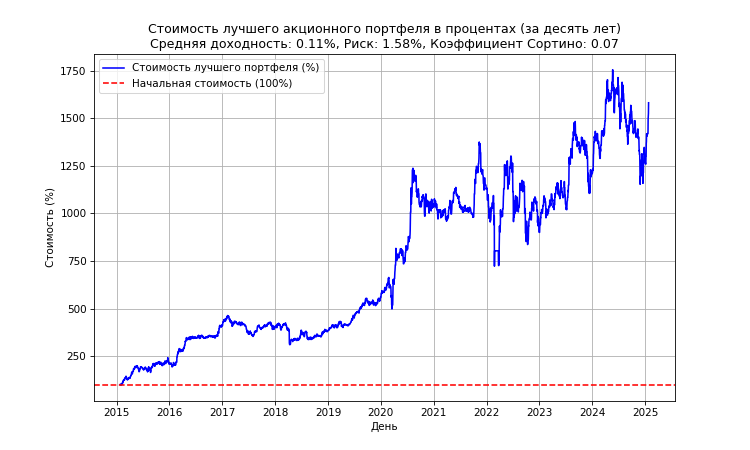 Стоимость лучшего акционного портфеля в процентах (за десять лет)
Средняя доходность: 0.11%, Риск: 1.58%, Коэффициент Сортино: 0.07
Стоимость лучшего портфеля (%)
Начальная стоимость (100%)
Стоимость (%)
1750
1500
1250
1000
750
500
250
2015 2016 2017 2018 2019 2020 2021 2022 2023 2024 2025
День